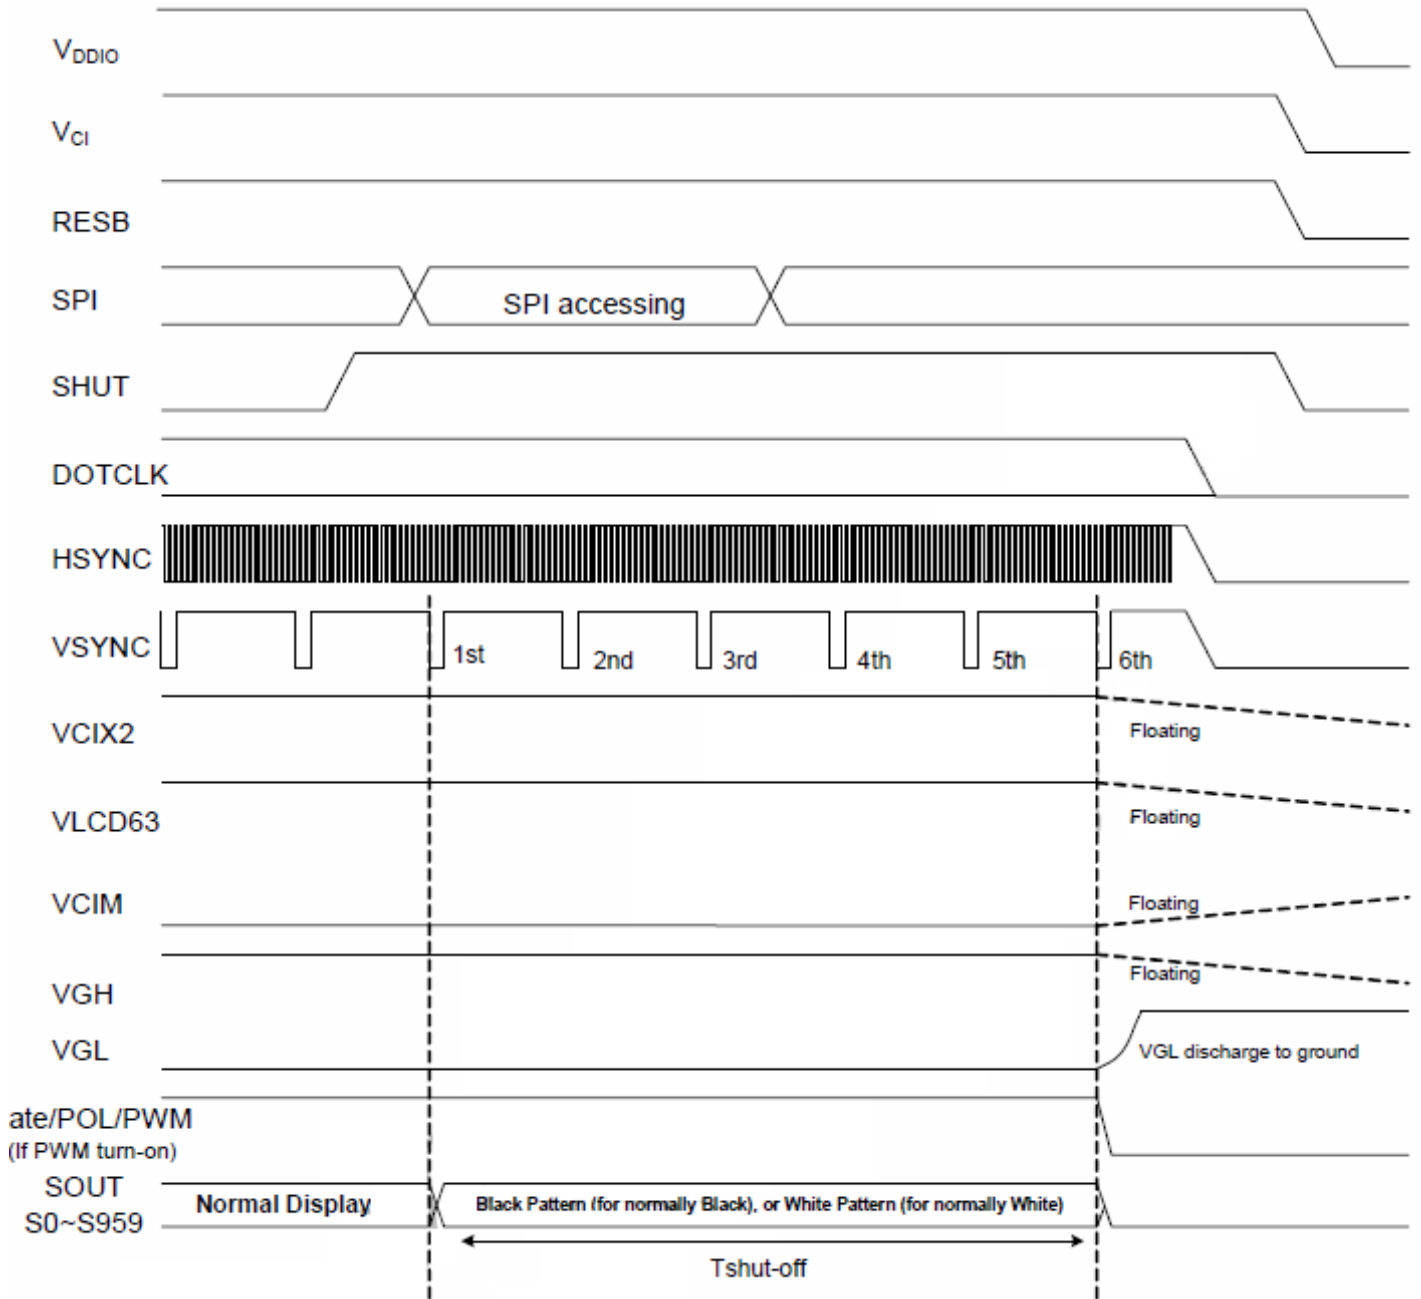 VDDIO
VCI
RESB
SPI
SPI accessing
SHUT
DOTCLK
HSYNC
VSYNC
1st
2nd
3rd
4th
5th
6th
VCIX2
Floating
VLCD63
Floating
VCIM
Floating
VGH
Floating
VGL
VGL discharge to ground
ate/POL/PWM
(If PWM turn-on)
SOUT
S0~S959
Normal Display
Black Pattern (for normally Black), or White Pattern (for normally White)
Tshut-off